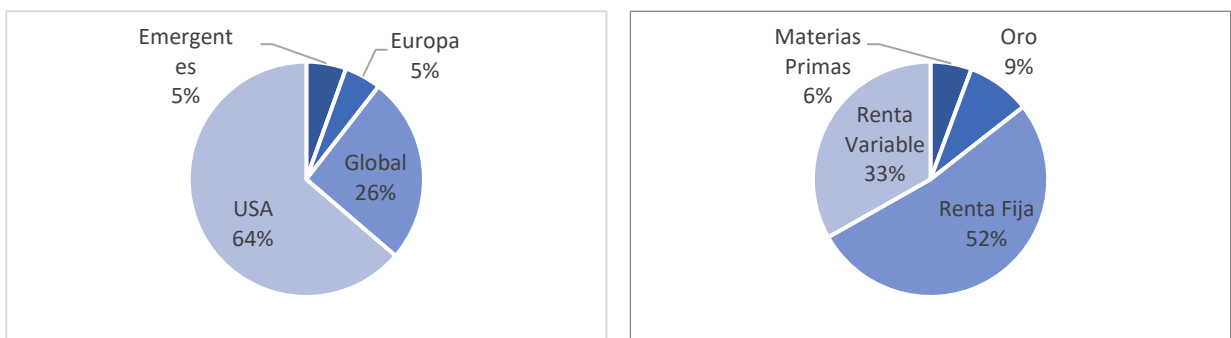 Emergent
es
5%
Europa
5%
Global
26%
USA
64%
Materias
Primas
6%
Oro
9%
Renta
Variable
33%
Renta Fija
52%